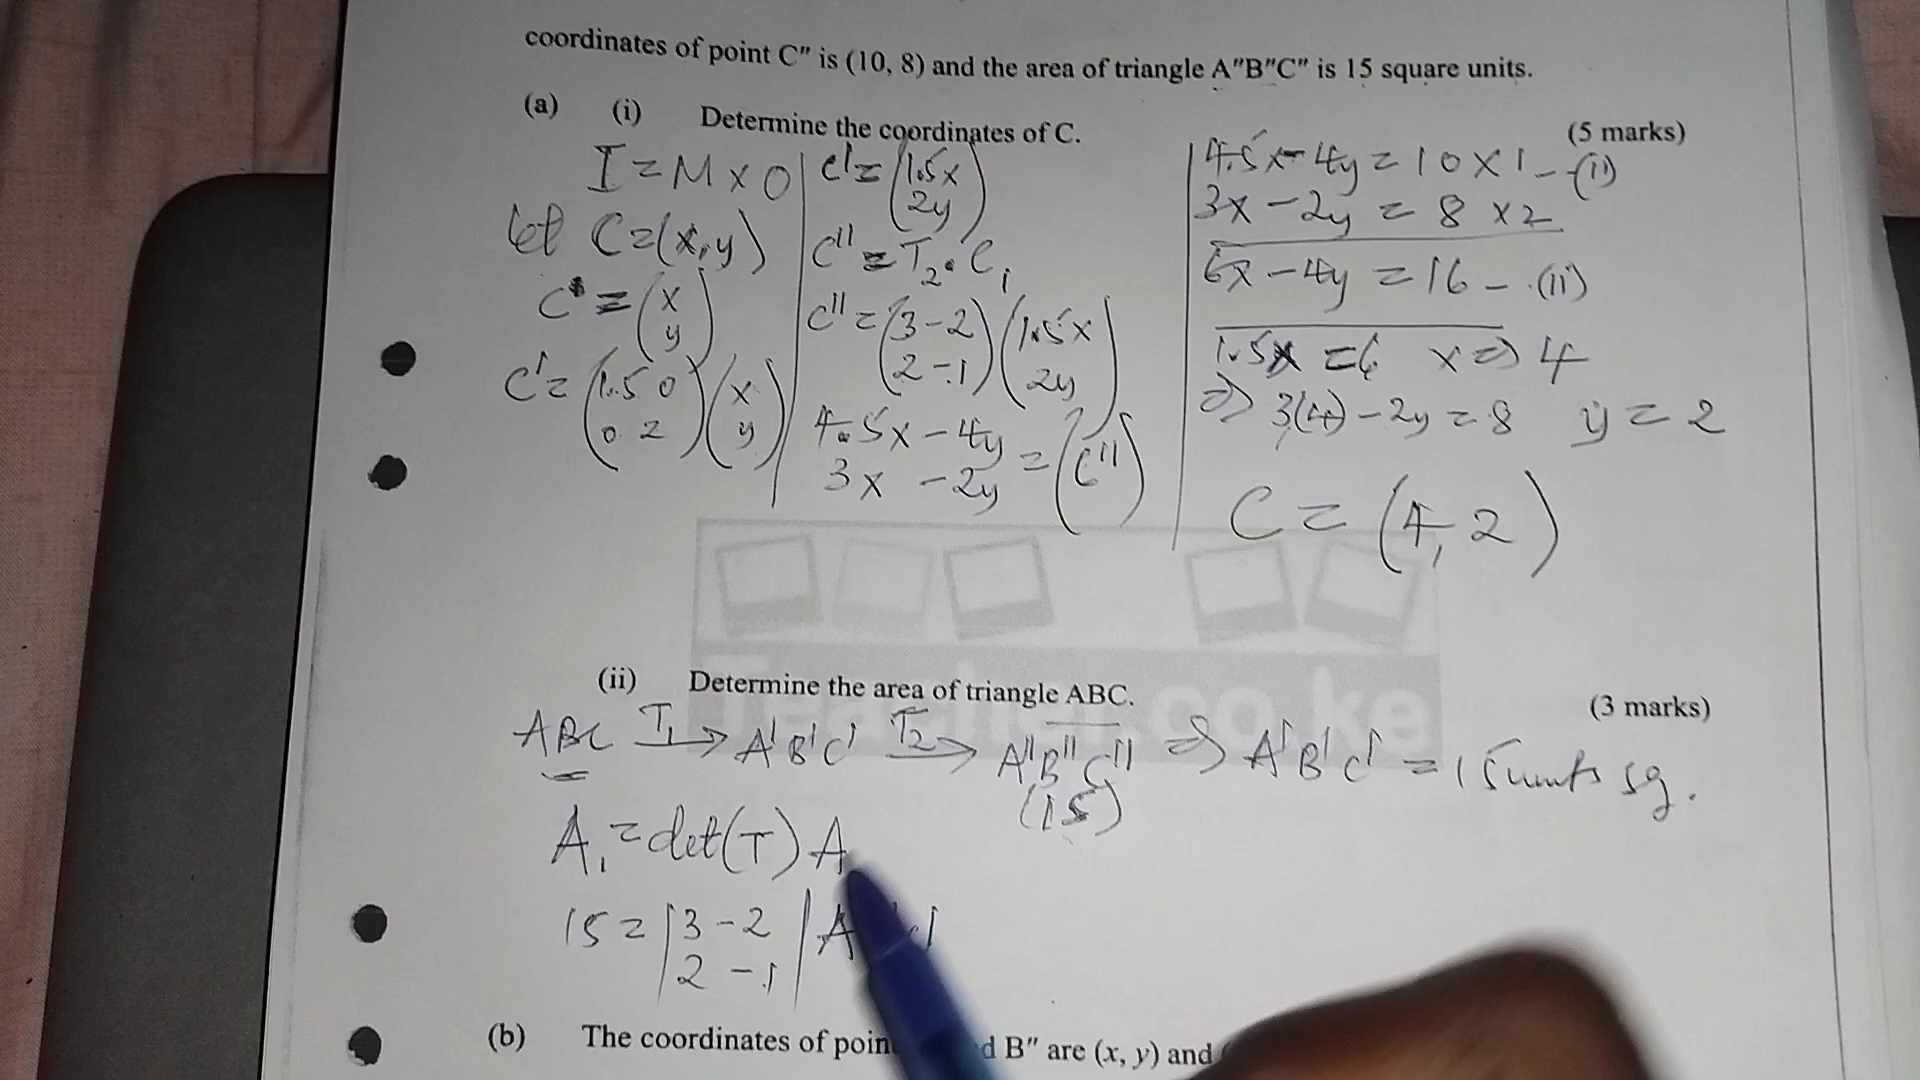 coordinates of point C″ is (10, 8) and the area of triangle A″B″C″ is 15 square units.
(a) (i) Determine the coordinates of C. (5 marks)
I = M × O
let C = (x, y)
C = (x
y)
C' = (1.5 0
0 2) (x
y)
C' = (1.5x
2y)
C'' = T₂ · C₁
C'' = (3 -2
2 -1) (1.5x
2y)
4.5x - 4y
3x - 2y = (C'')
4.5x - 4y = 10 × 1 - (i)
3x - 2y = 8 × 2
6x - 4y = 16 - (ii)
1.5x = 6 x ⇒ 4
⇒ 3(4) - 2y = 8 y = 2
C = (4, 2)
Teacher.co.ke
(ii) Determine the area of triangle ABC. (3 marks)
ABC T₁→ A'B'C' T₂→ A''B''C'' ⇒ A'B'C' = 15 units sq.
(15)
A₁ = det(T) A
15 = |3 -2
2 -1| A
(b) The coordinates of B″ are (x, y) and